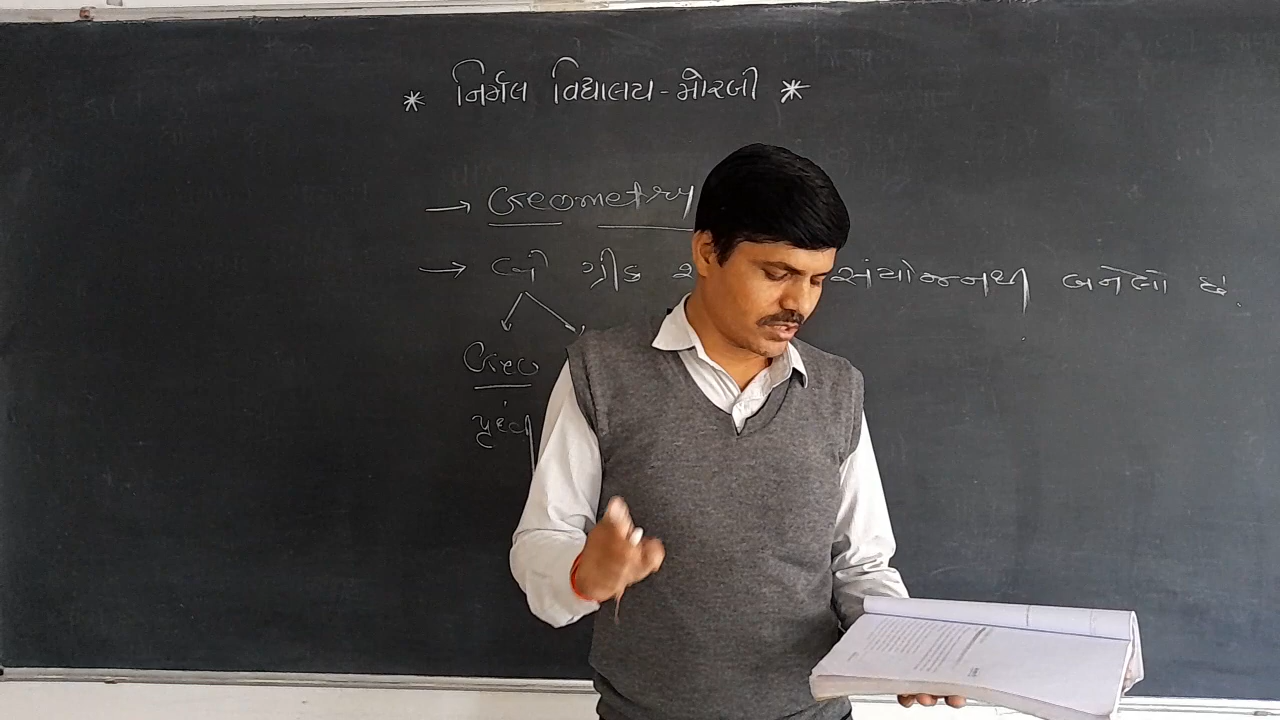 * નિર્મલ વિદ્યાલય - મોરબી *
→ Geometry
→ બે ગ્રીક સંયોજનથી બનેલો છે.
Geo
પૃથ્વી